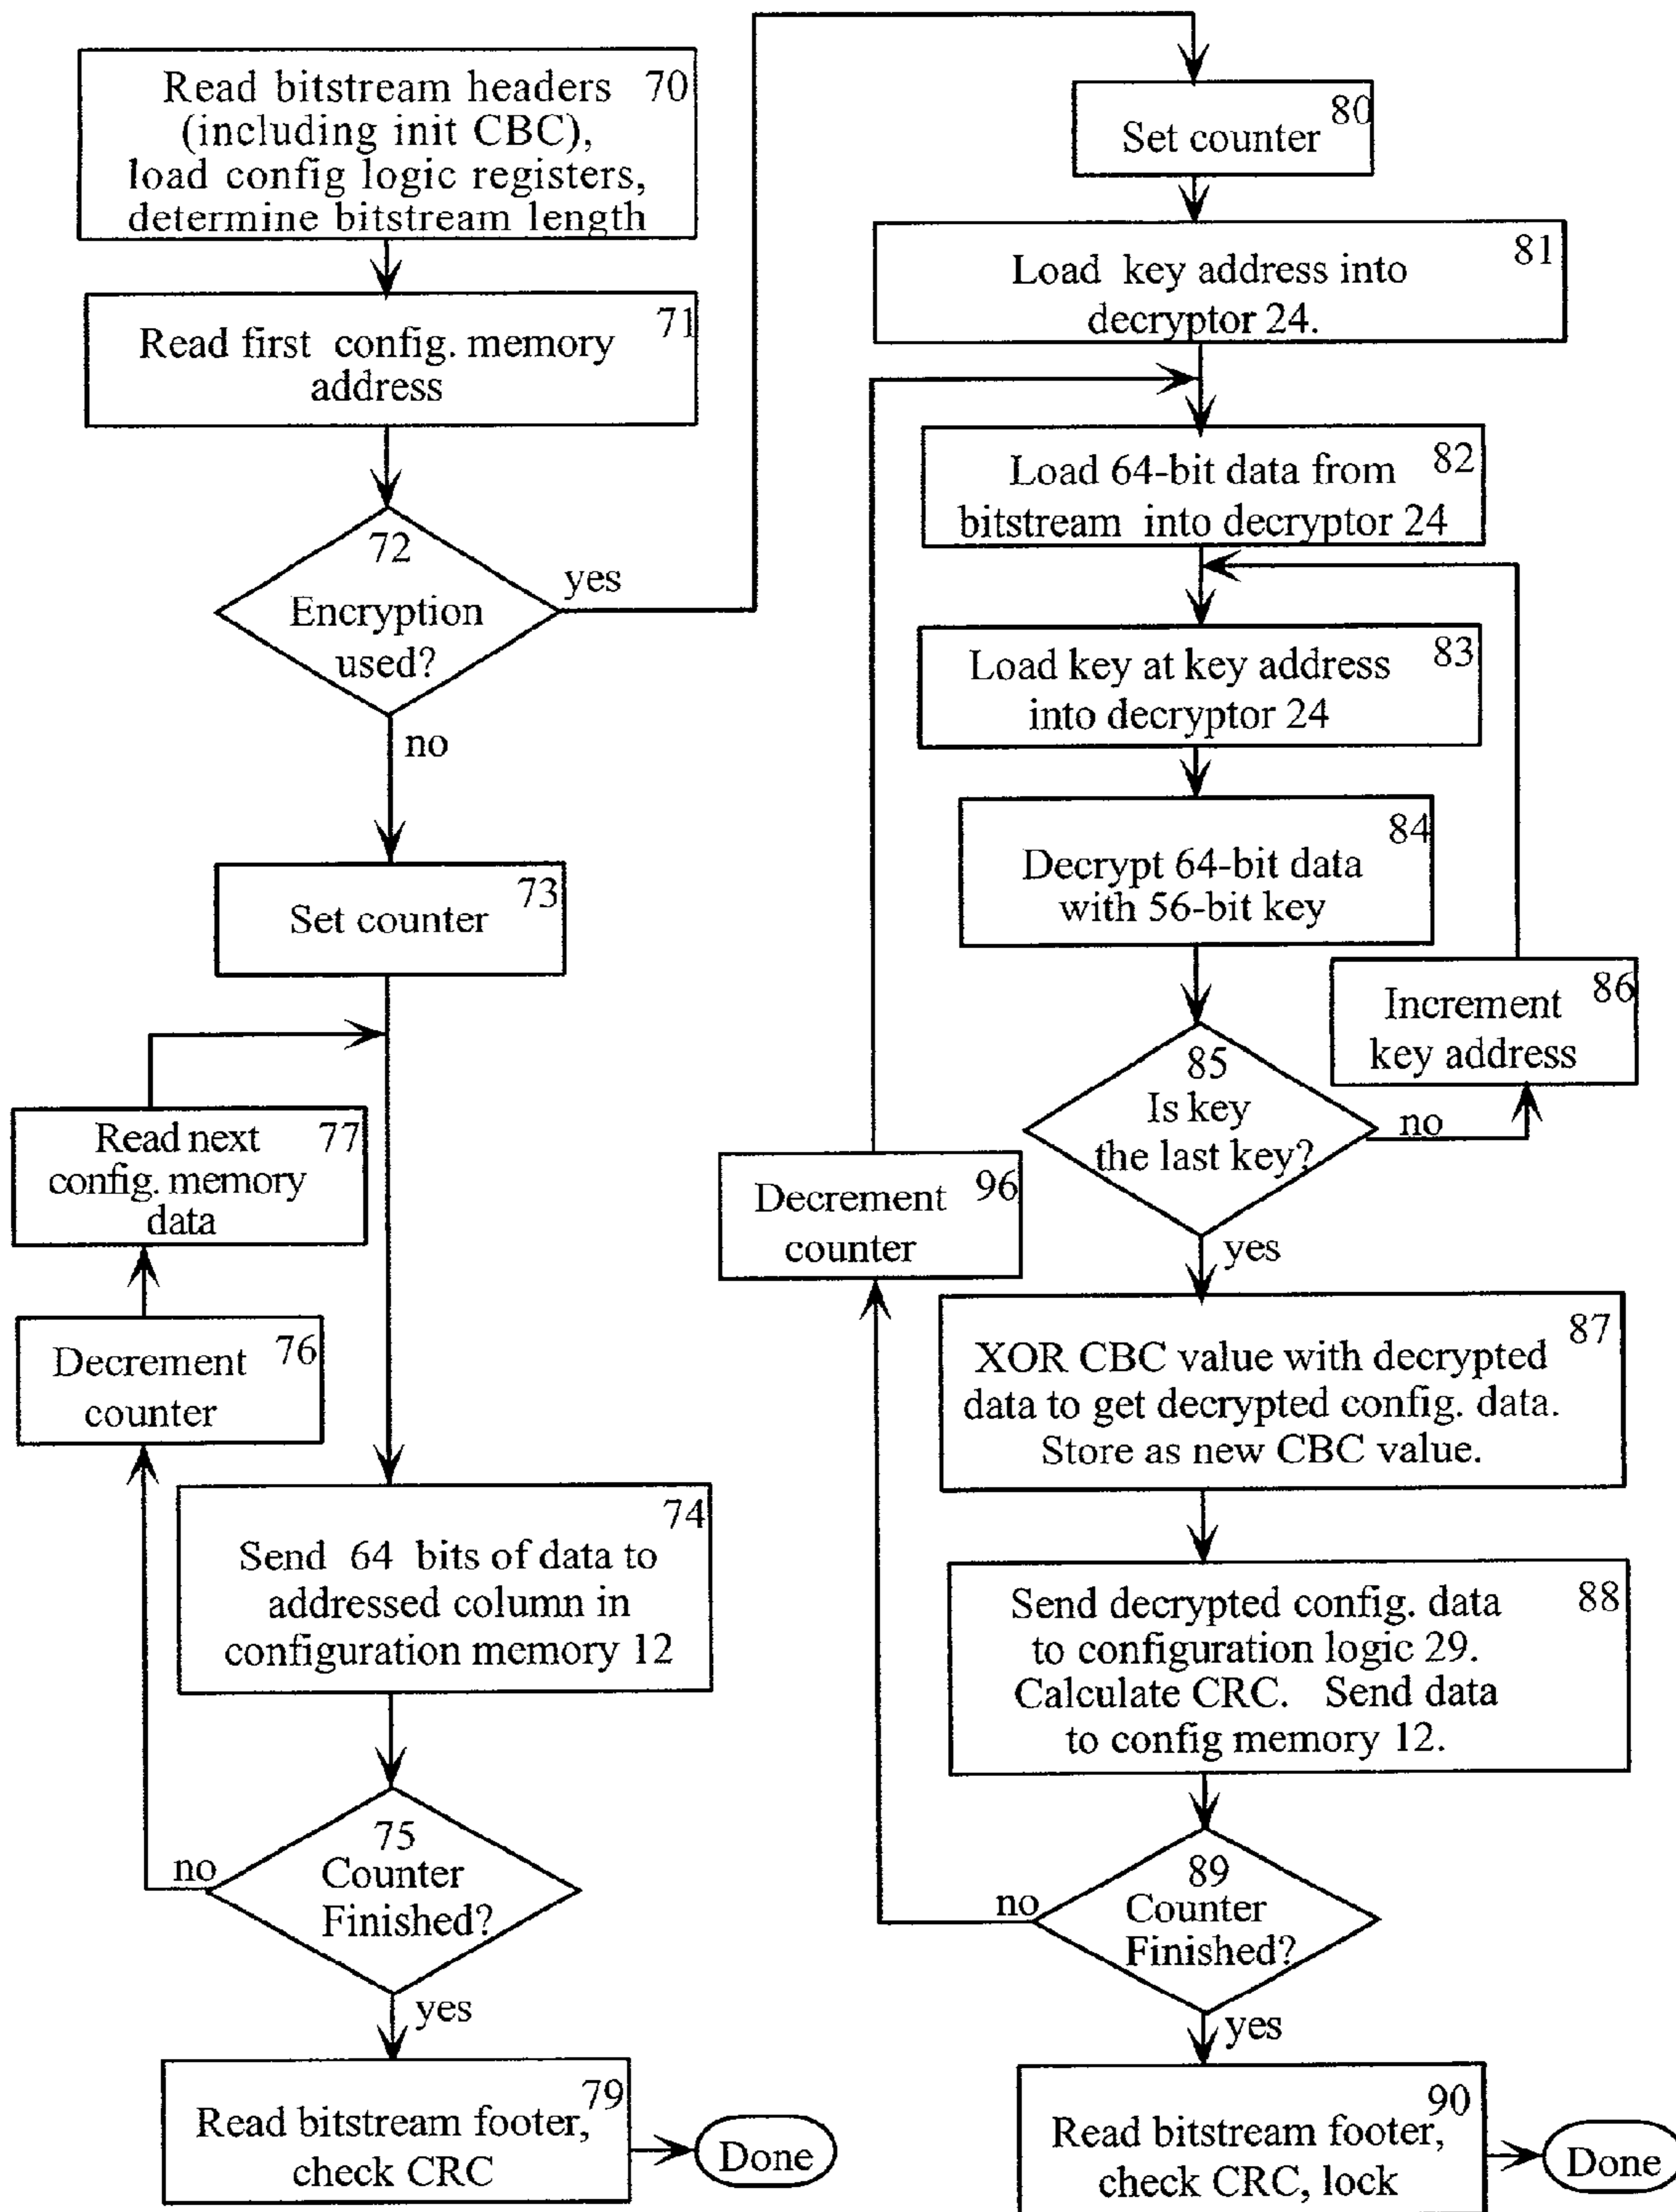 Read bitstream headers 70
(including init CBC),
load config logic registers,
determine bitstream length
71
Read first config. memory
address
72
Encryption
used?
yes
no
73
Set counter
77
Read next
config. memory
data
76
Decrement
counter
74
Send 64 bits of data to
addressed column in
configuration memory 12
75
Counter
Finished?
no
yes
79
Read bitstream footer,
check CRC
Done
80
Set counter
81
Load key address into
decryptor 24.
82
Load 64-bit data from
bitstream into decryptor 24
83
Load key at key address
into decryptor 24
84
Decrypt 64-bit data
with 56-bit key
85
Is key
the last key?
no
86
Increment
key address
yes
96
Decrement
counter
87
XOR CBC value with decrypted
data to get decrypted config. data.
Store as new CBC value.
88
Send decrypted config. data
to configuration logic 29.
Calculate CRC. Send data
to config memory 12.
89
Counter
Finished?
no
yes
90
Read bitstream footer,
check CRC, lock
Done